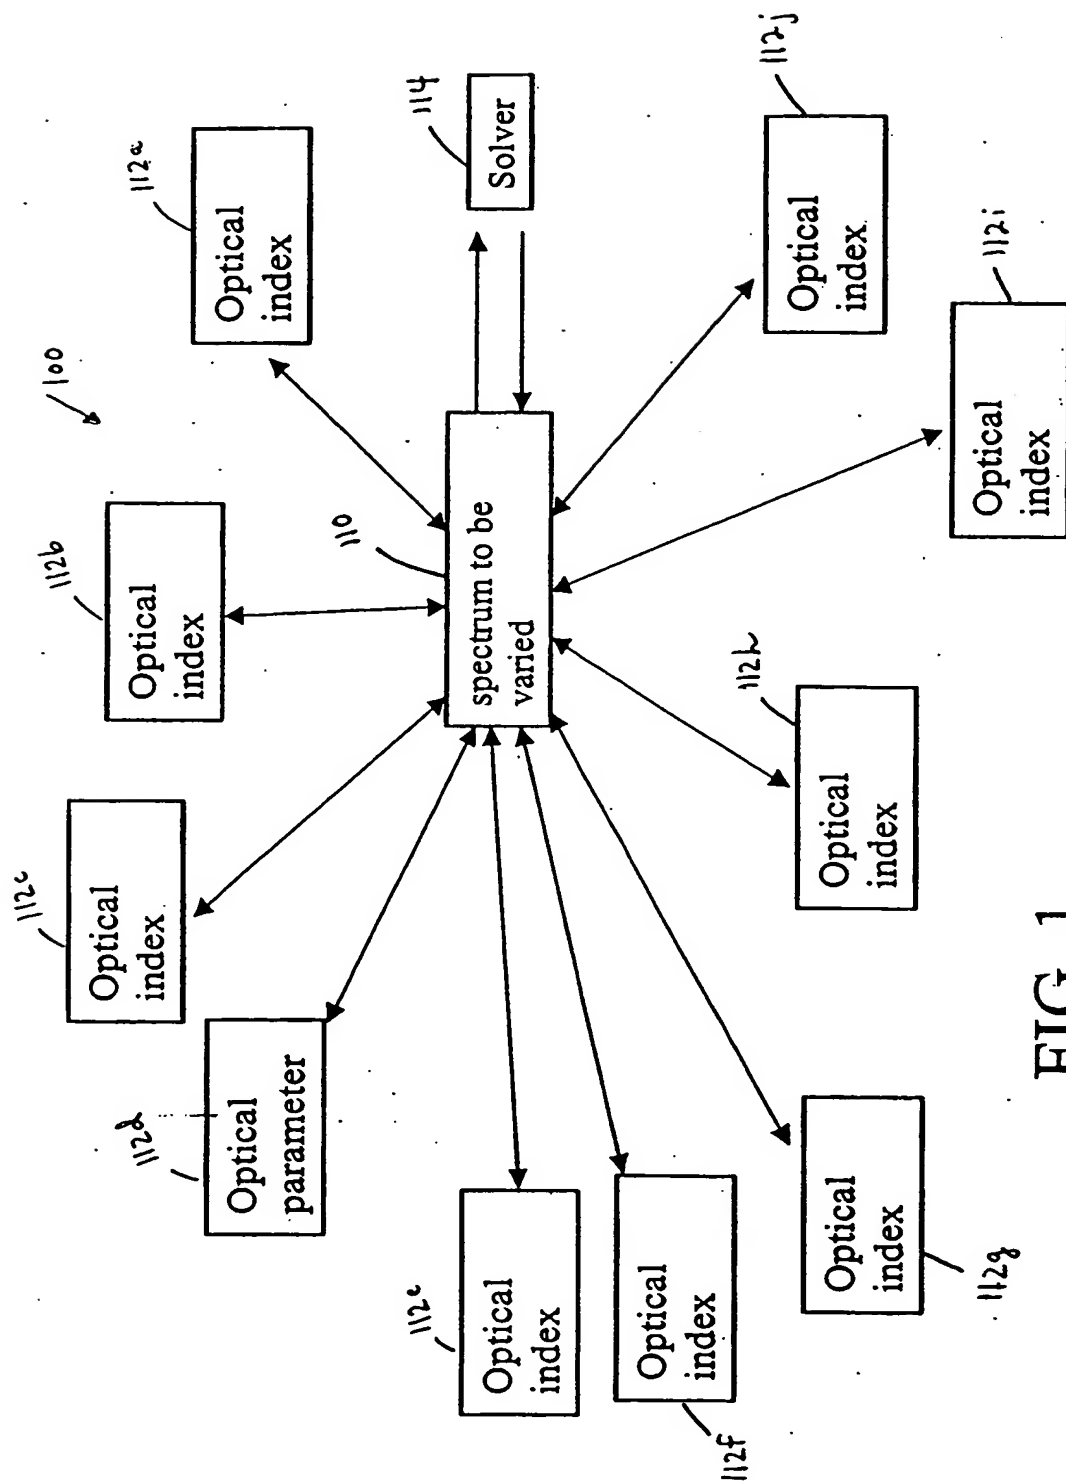 100
112c
Optical
index
112b
Optical
index
112a
Optical
index
112d
Optical
parameter
110
114
Solver
spectrum to be
varied
112e
Optical
index
112f
Optical
index
112g
Optical
index
112h
Optical
index
112i
Optical
index
112j
Optical
index
FIG. 1